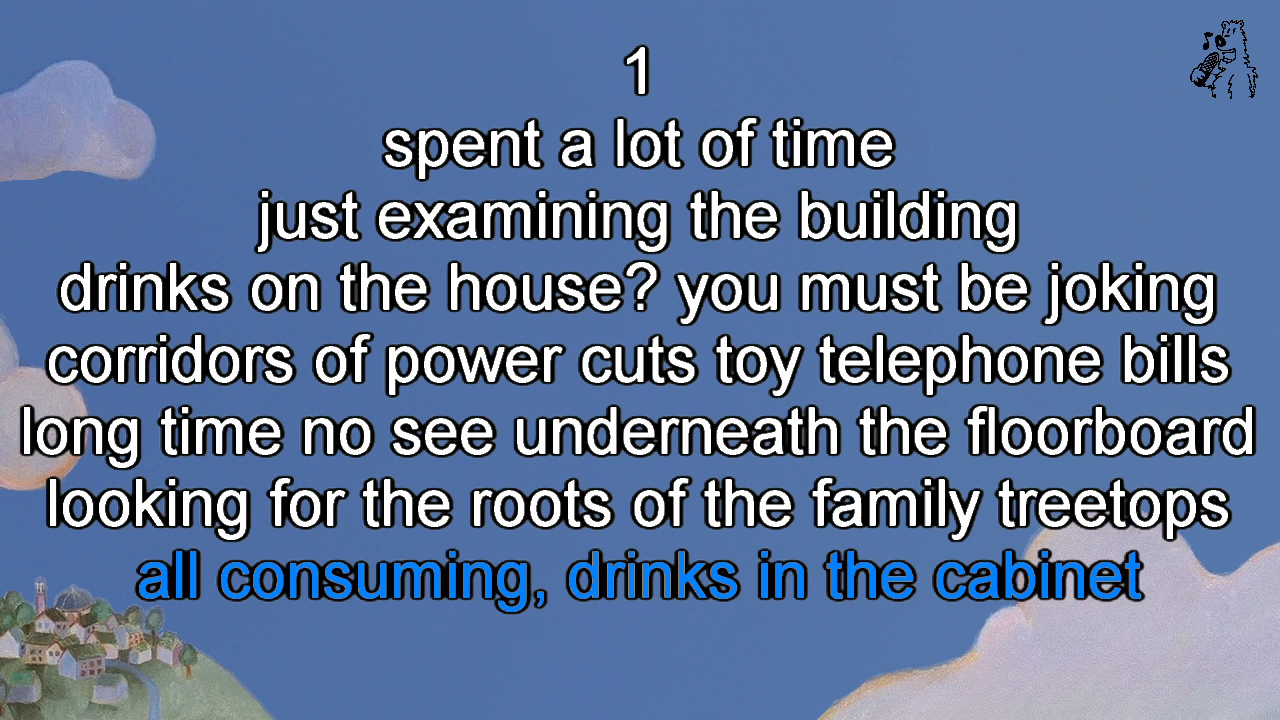 1
spent a lot of time
just examining the building
drinks on the house? you must be joking
corridors of power cuts toy telephone bills
long time no see underneath the floorboard
looking for the roots of the family treetops
all consuming, drinks in the cabinet